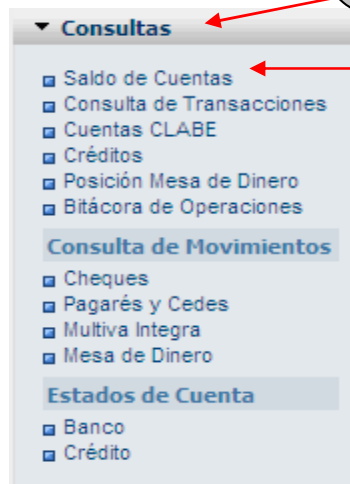 Consultas
Saldo de Cuentas
Consulta de Transacciones
Cuentas CLABE
Créditos
Posición Mesa de Dinero
Bitácora de Operaciones
Consulta de Movimientos
Cheques
Pagarés y Cedes
Multiva Integra
Mesa de Dinero
Estados de Cuenta
Banco
Crédito